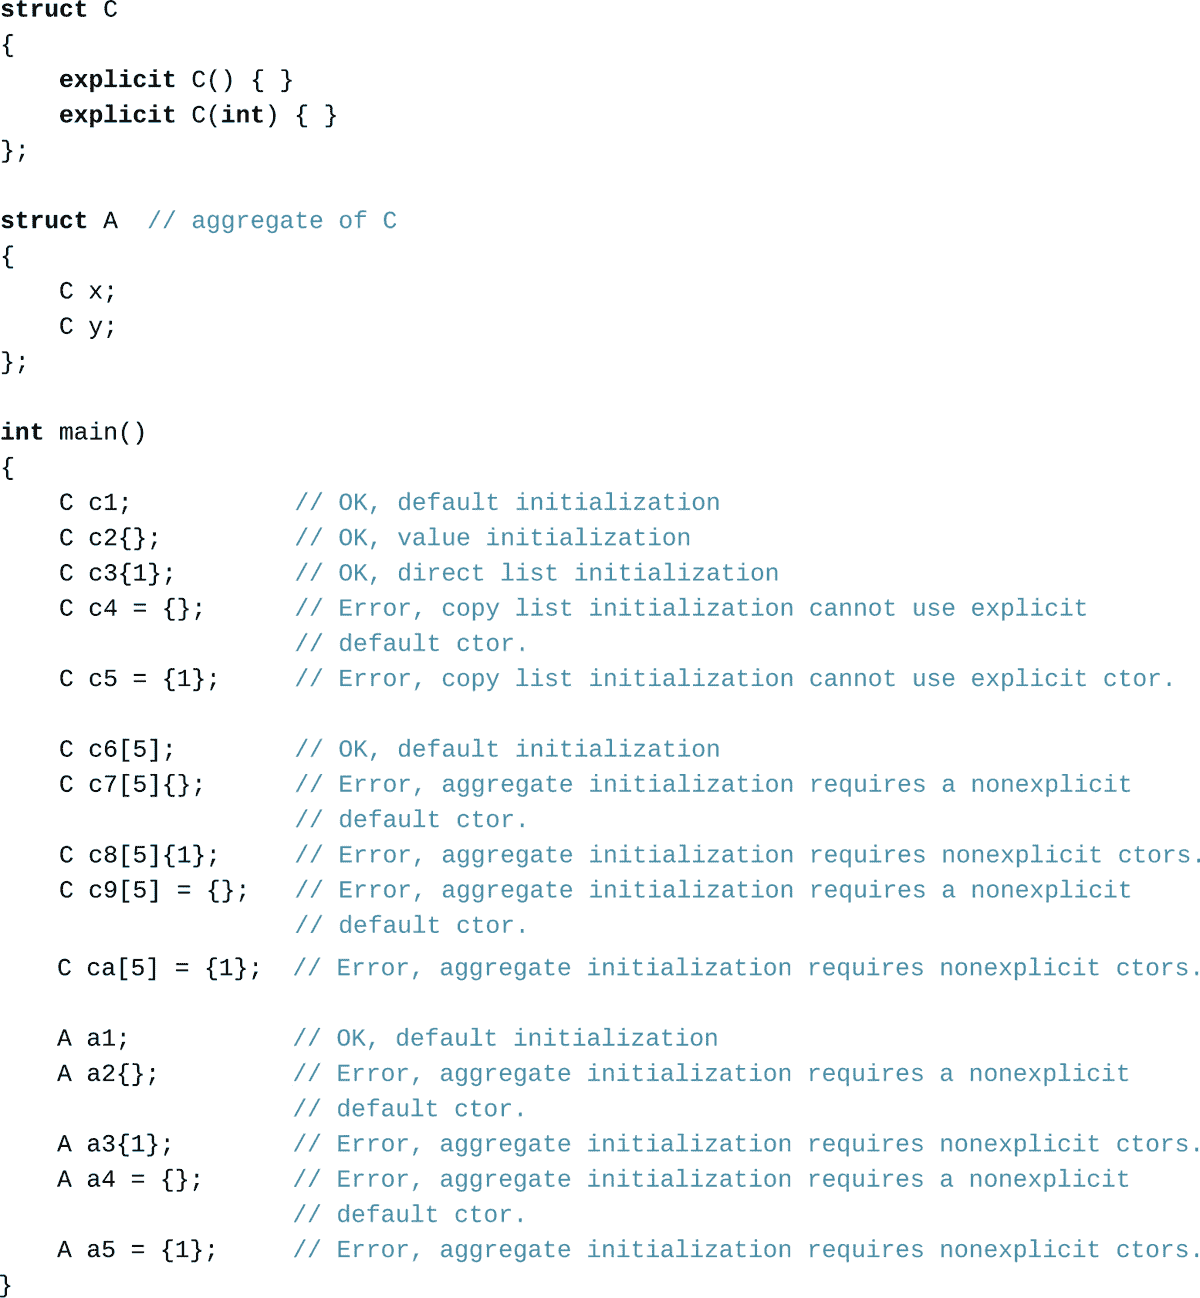 struct C
{
    explicit C() { }
    explicit C(int) { }
};

struct A  // aggregate of C
{
    C x;
    C y;
};

int main()
{
    C c1;           // OK, default initialization
    C c2{};         // OK, value initialization
    C c3{1};        // OK, direct list initialization
    C c4 = {};      // Error, copy list initialization cannot use explicit
                    // default ctor.
    C c5 = {1};     // Error, copy list initialization cannot use explicit ctor.

    C c6[5];        // OK, default initialization
    C c7[5]{};      // Error, aggregate initialization requires a nonexplicit
                    // default ctor.
    C c8[5]{1};     // Error, aggregate initialization requires nonexplicit ctors.
    C c9[5] = {};   // Error, aggregate initialization requires a nonexplicit
                    // default ctor.
    C ca[5] = {1};  // Error, aggregate initialization requires nonexplicit ctors.

    A a1;           // OK, default initialization
    A a2{};         // Error, aggregate initialization requires a nonexplicit
                    // default ctor.
    A a3{1};        // Error, aggregate initialization requires nonexplicit ctors.
    A a4 = {};      // Error, aggregate initialization requires a nonexplicit
                    // default ctor.
    A a5 = {1};     // Error, aggregate initialization requires nonexplicit ctors.
}